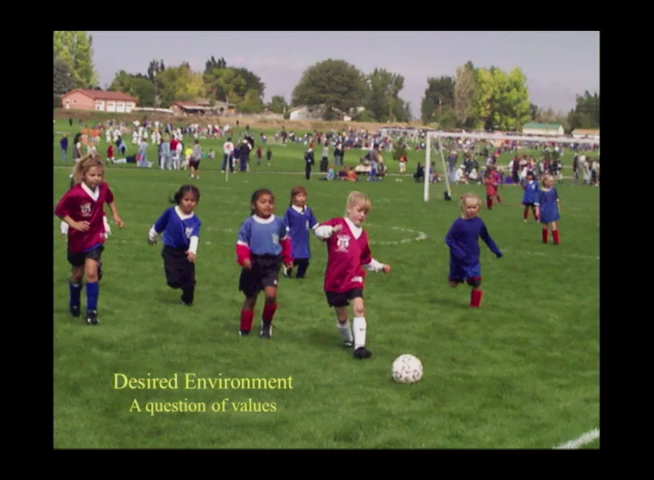 Desired Environment
A question of values